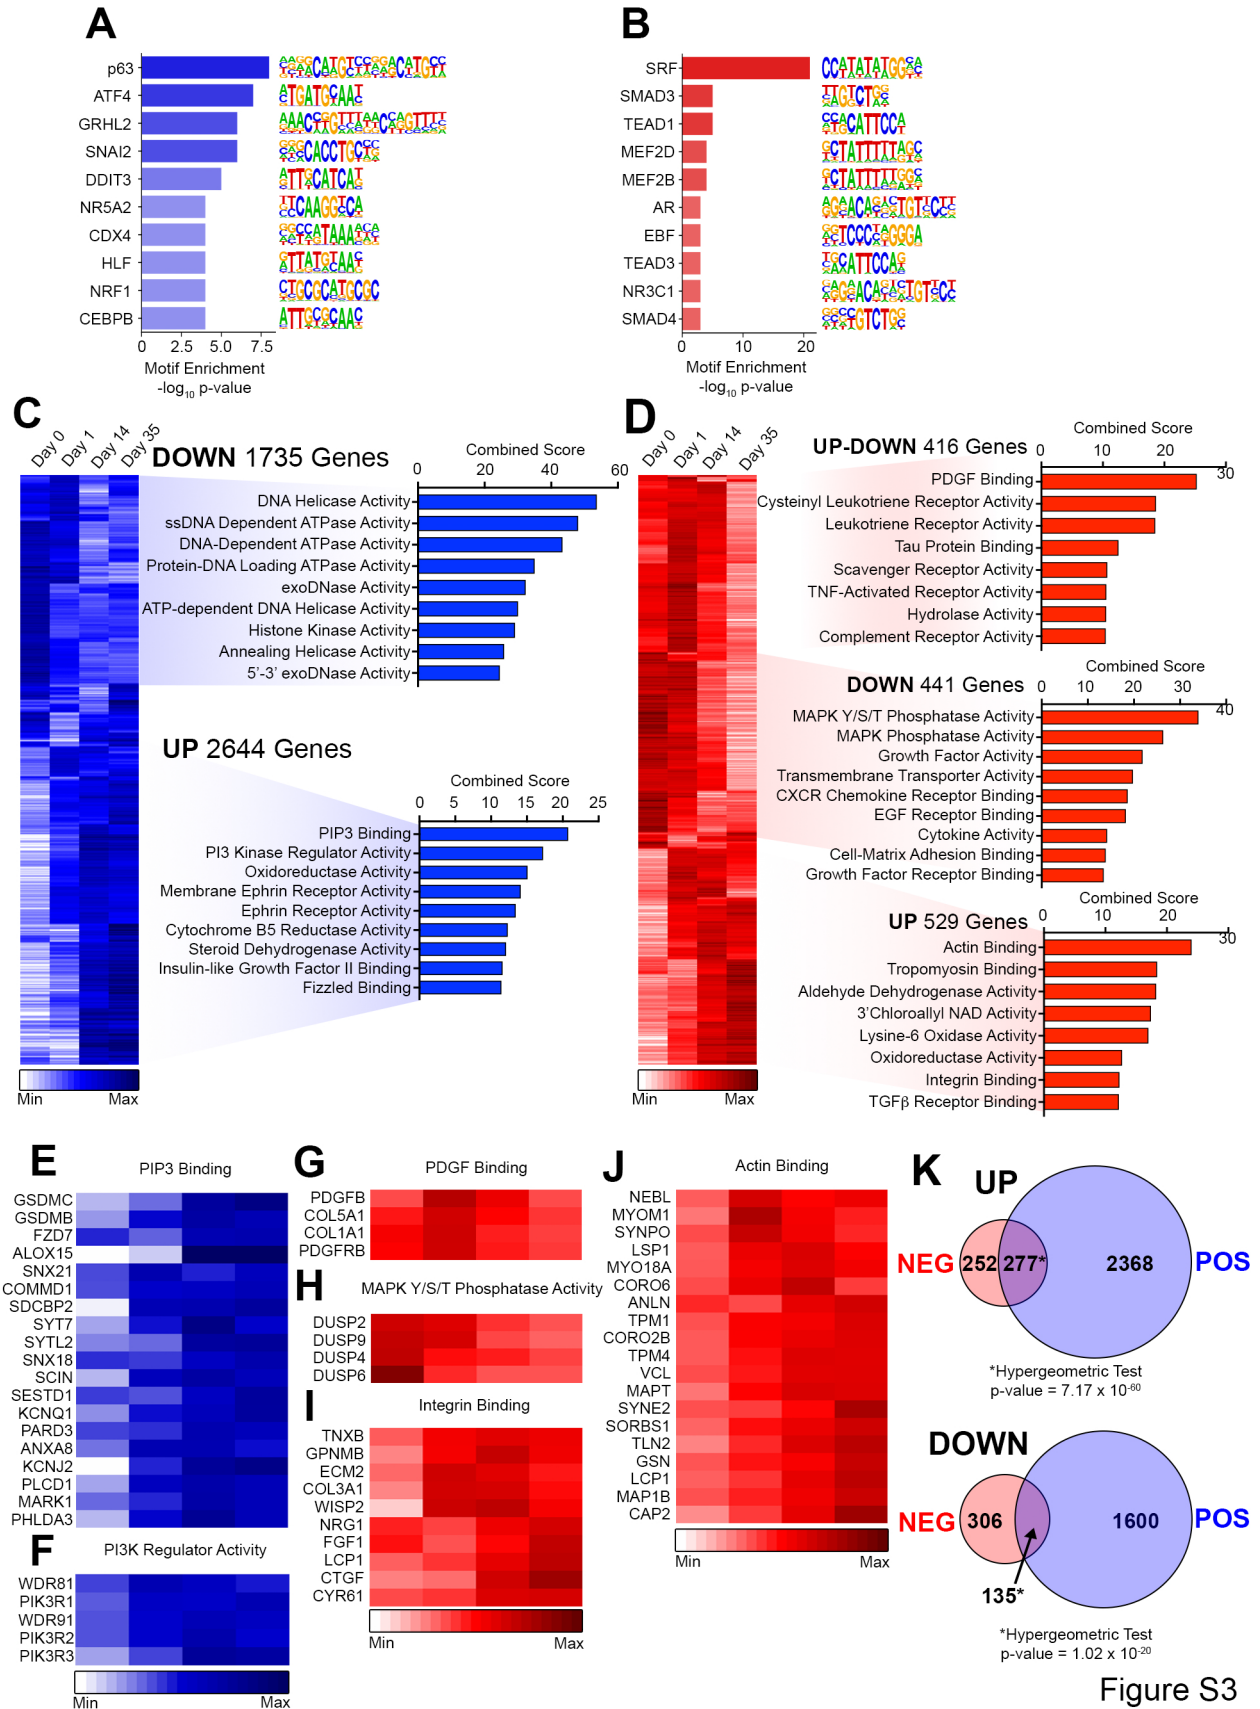 A
p63
ATF4
GRHL2
SNAI2
DDIT3
NR5A2
CDX4
HLF
NRF1
CEBPB
0 2.5 5.0 7.5
Motif Enrichment
-log10 p-value
B
SRF
SMAD3
TEAD1
MEF2D
MEF2B
AR
EBF
TEAD3
NR3C1
SMAD4
0 10 20
Motif Enrichment
-log10 p-value
C
Day 0 Day 1 Day 14 Day 35
DOWN 1735 Genes
Combined Score
0 20 40 60
DNA Helicase Activity
ssDNA Dependent ATPase Activity
DNA-Dependent ATPase Activity
Protein-DNA Loading ATPase Activity
exoDNase Activity
ATP-dependent DNA Helicase Activity
Histone Kinase Activity
Annealing Helicase Activity
5'-3' exoDNase Activity
UP 2644 Genes
Combined Score
0 5 10 15 20 25
PIP3 Binding
PI3 Kinase Regulator Activity
Oxidoreductase Activity
Membrane Ephrin Receptor Activity
Ephrin Receptor Activity
Cytochrome B5 Reductase Activity
Steroid Dehydrogenase Activity
Insulin-like Growth Factor II Binding
Fizzled Binding
Min Max
D
Day 0 Day 1 Day 14 Day 35
UP-DOWN 416 Genes
Combined Score
0 10 20 30
PDGF Binding
Cysteinyl Leukotriene Receptor Activity
Leukotriene Receptor Activity
Tau Protein Binding
Scavenger Receptor Activity
TNF-Activated Receptor Activity
Hydrolase Activity
Complement Receptor Activity
Combined Score
DOWN 441 Genes
0 10 20 30 40
MAPK Y/S/T Phosphatase Activity
MAPK Phosphatase Activity
Growth Factor Activity
Transmembrane Transporter Activity
CXCR Chemokine Receptor Binding
EGF Receptor Binding
Cytokine Activity
Cell-Matrix Adhesion Binding
Growth Factor Receptor Binding
Combined Score
UP 529 Genes
0 10 20 30
Actin Binding
Tropomyosin Binding
Aldehyde Dehydrogenase Activity
3'Chloroallyl NAD Activity
Lysine-6 Oxidase Activity
Oxidoreductase Activity
Integrin Binding
TGFβ Receptor Binding
Min Max
E
PIP3 Binding
GSDMC
GSDMB
FZD7
ALOX15
SNX21
COMMD1
SDCBP2
SYT7
SYTL2
SNX18
SCIN
SESTD1
KCNQ1
PARD3
ANXA8
KCNJ2
PLCD1
MARK1
PHLDA3
F
PI3K Regulator Activity
WDR81
PIK3R1
WDR91
PIK3R2
PIK3R3
Min Max
G
PDGF Binding
PDGFB
COL5A1
COL1A1
PDGFRB
H
MAPK Y/S/T Phosphatase Activity
DUSP2
DUSP9
DUSP4
DUSP6
I
Integrin Binding
TNXB
GPNMB
ECM2
COL3A1
WISP2
NRG1
FGF1
LCP1
CTGF
CYR61
Min Max
J
Actin Binding
NEBL
MYOM1
SYNPO
LSP1
MYO18A
CORO6
ANLN
TPM1
CORO2B
TPM4
VCL
MAPT
SYNE2
SORBS1
TLN2
GSN
LCP1
MAP1B
CAP2
Min Max
K
UP
NEG 252 277* 2368 POS
*Hypergeometric Test
p-value = 7.17 x 10-60
DOWN
NEG 306 1600 POS
135*
*Hypergeometric Test
p-value = 1.02 x 10-20
Figure S3